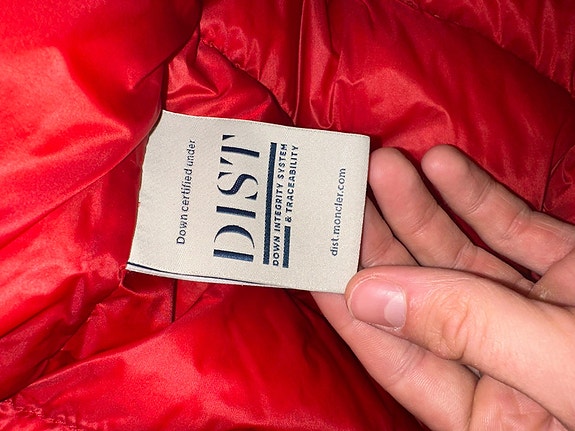 Down certified under
DIST
DOWN INTEGRITY SYSTEM
& TRACEABILITY
dist.moncler.com